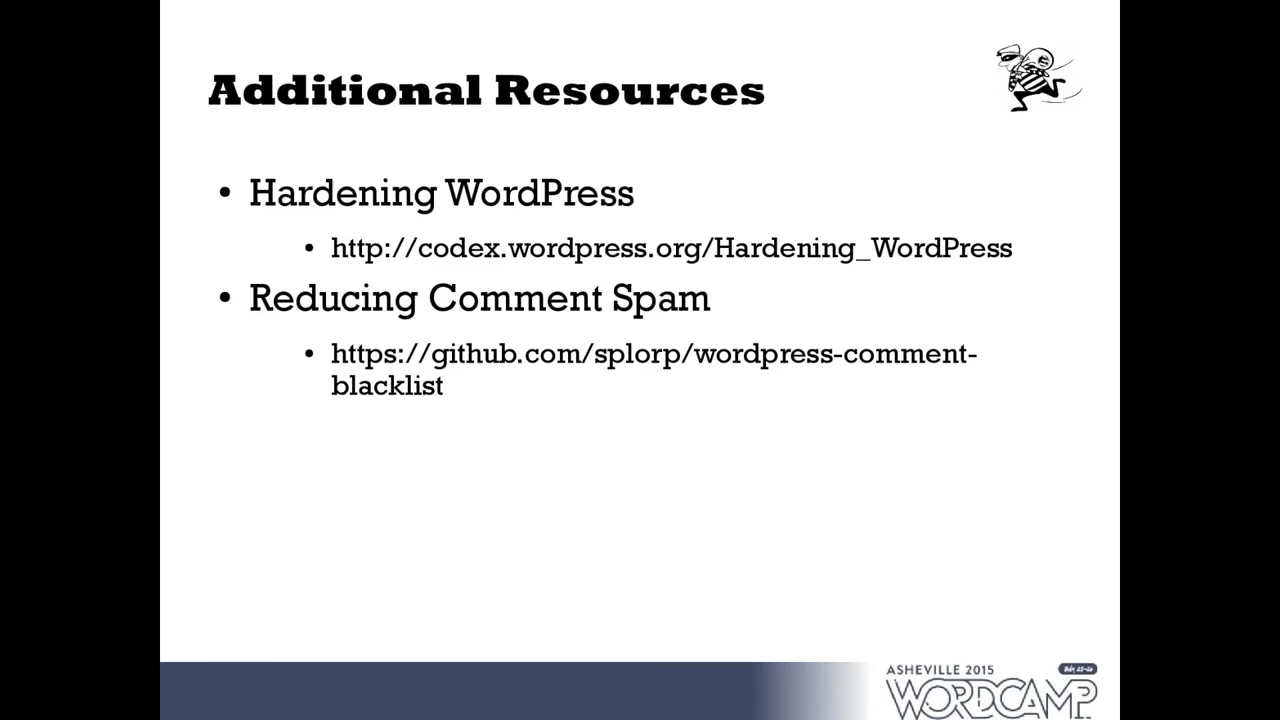 Additional Resources
• Hardening WordPress
• http://codex.wordpress.org/Hardening_WordPress
• Reducing Comment Spam
• https://github.com/splorp/wordpress-comment-
blacklist
ASHEVILLE 2015
WORDCAMP